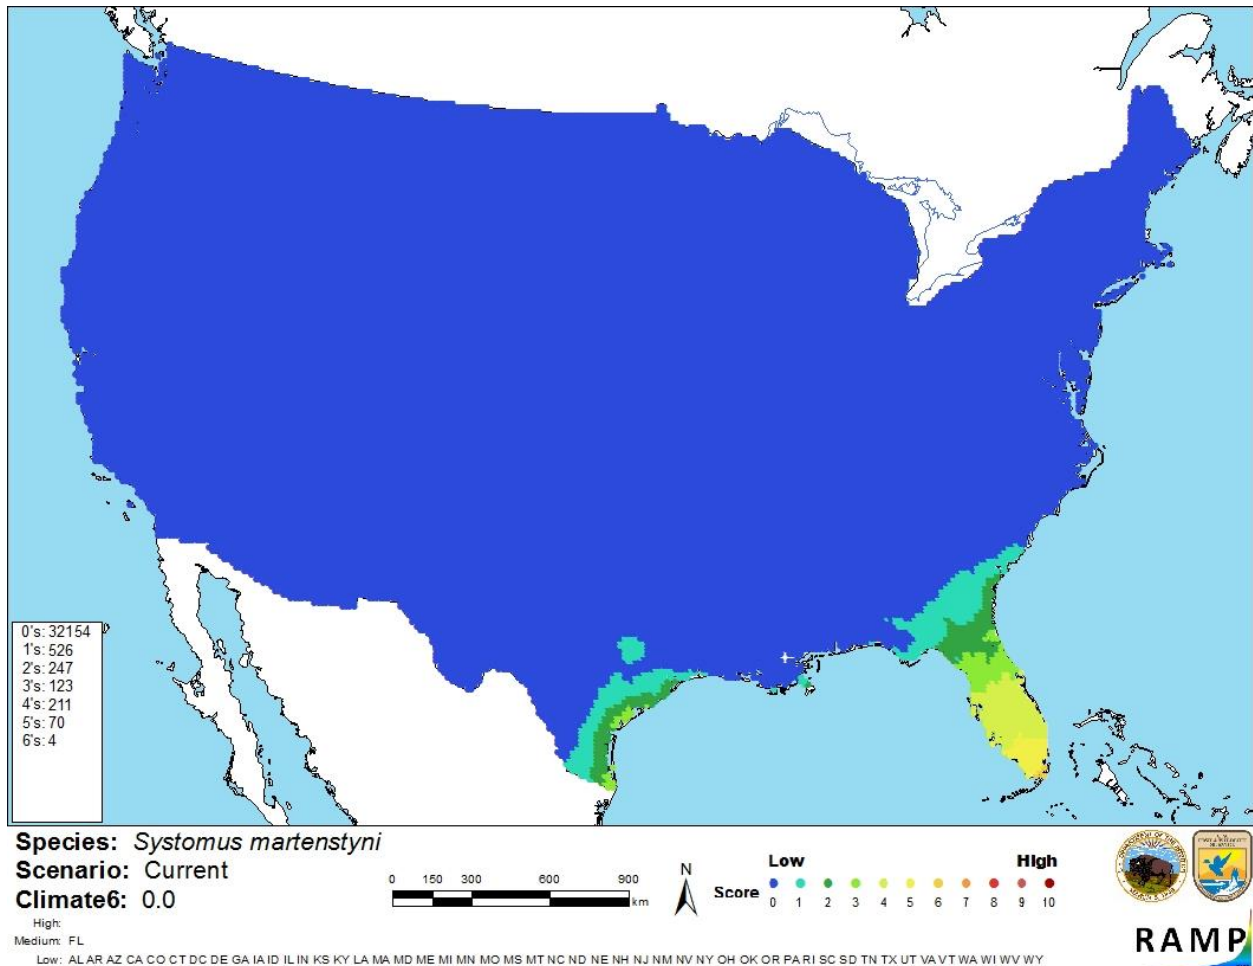 0's: 32154
1's: 526
2's: 247
3's: 123
4's: 211
5's: 70
6's: 4
Species: Systomus martenstyni
Scenario: Current
Climate6: 0.0
High:
Medium: FL
Low: AL AR AZ CA CO CT DC DE GA IA ID IL IN KS KY LA MA MD ME MI MN MO MS MT NC ND NE NH NJ NM NV NY OH OK OR PA RI SC SD TN TX UT VA VT WA WI WV WY
0 150 300 600 900
km
N
Low High
Score 0 1 2 3 4 5 6 7 8 9 10
RAMP